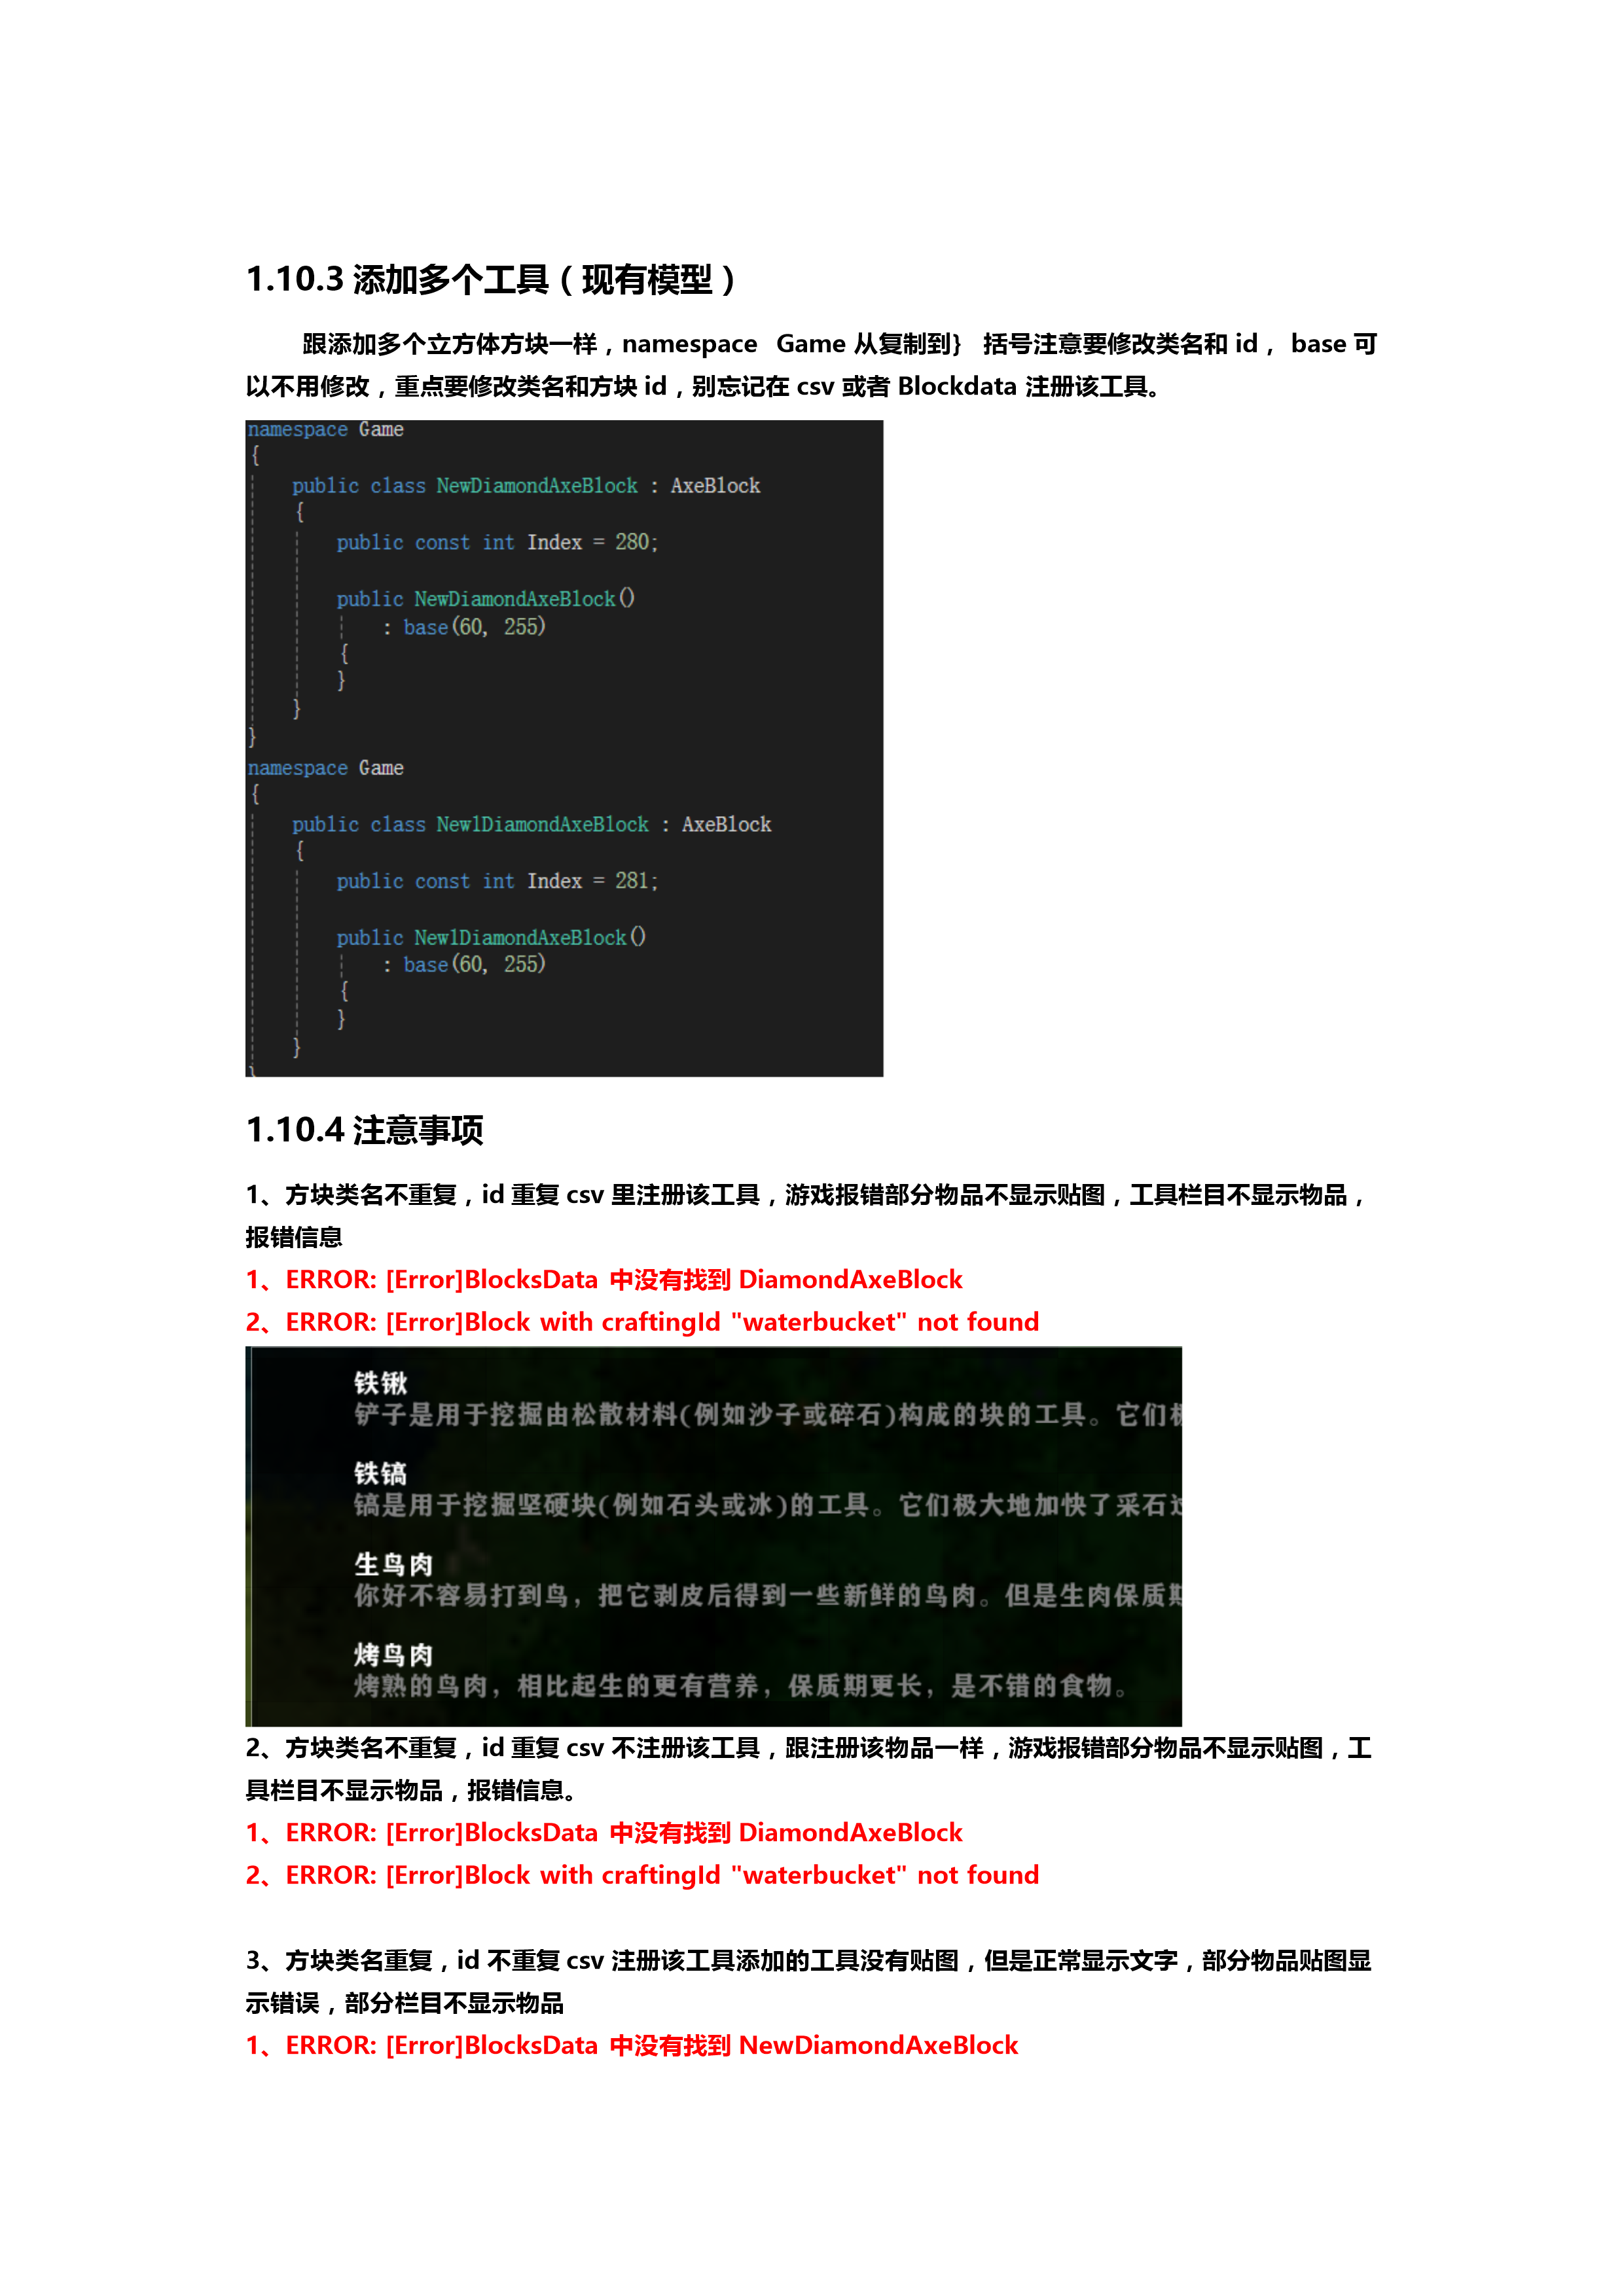 1.10.3 添加多个工具（现有模型）
跟添加多个立方体方块一样，namespace Game 从复制到} 括号注意要修改类名和 id， base 可
以不用修改，重点要修改类名和方块 id，别忘记在 csv 或者 Blockdata 注册该工具。
namespace Game
{
public class NewDiamondAxeBlock : AxeBlock
{
public const int Index = 280;
public NewDiamondAxeBlock()
: base(60, 255)
{
}
}
}
namespace Game
{
public class New1DiamondAxeBlock : AxeBlock
{
public const int Index = 281;
public New1DiamondAxeBlock()
: base(60, 255)
{
}
}
}
1.10.4 注意事项
1、方块类名不重复，id 重复 csv 里注册该工具，游戏报错部分物品不显示贴图，工具栏目不显示物品，
报错信息
1、ERROR: [Error]BlocksData 中没有找到 DiamondAxeBlock
2、ERROR: [Error]Block with craftingId "waterbucket" not found
铁锹
铲子是用于挖掘由松散材料(例如沙子或碎石)构成的块的工具。它们
铁镐
镐是用于挖掘坚硬块(例如石头或冰)的工具。它们极大地加快了采石
生鸟肉
你好不容易打到鸟，把它剥皮后得到一些新鲜的鸟肉。但是生肉保质
烤鸟肉
烤熟的鸟肉，相比起生的更有营养，保质期更长，是不错的食物。
2、方块类名不重复，id 重复 csv 不注册该工具，跟注册该物品一样，游戏报错部分物品不显示贴图，工
具栏目不显示物品，报错信息。
1、ERROR: [Error]BlocksData 中没有找到 DiamondAxeBlock
2、ERROR: [Error]Block with craftingId "waterbucket" not found
3、方块类名重复，id 不重复 csv 注册该工具添加的工具没有贴图，但是正常显示文字，部分物品贴图显
示错误，部分栏目不显示物品
1、ERROR: [Error]BlocksData 中没有找到 NewDiamondAxeBlock